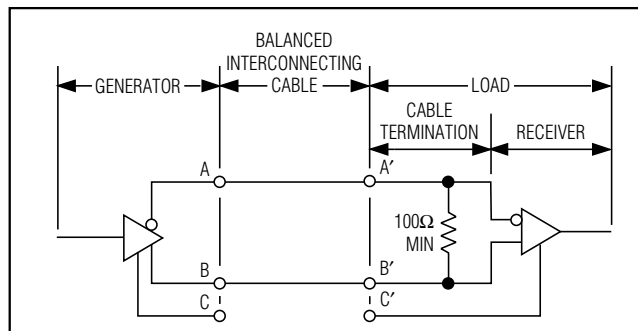 BALANCED
INTERCONNECTING
CABLE
GENERATOR
LOAD
CABLE
TERMINATION
RECEIVER
A
A′
100Ω
MIN
B
B′
C
C′